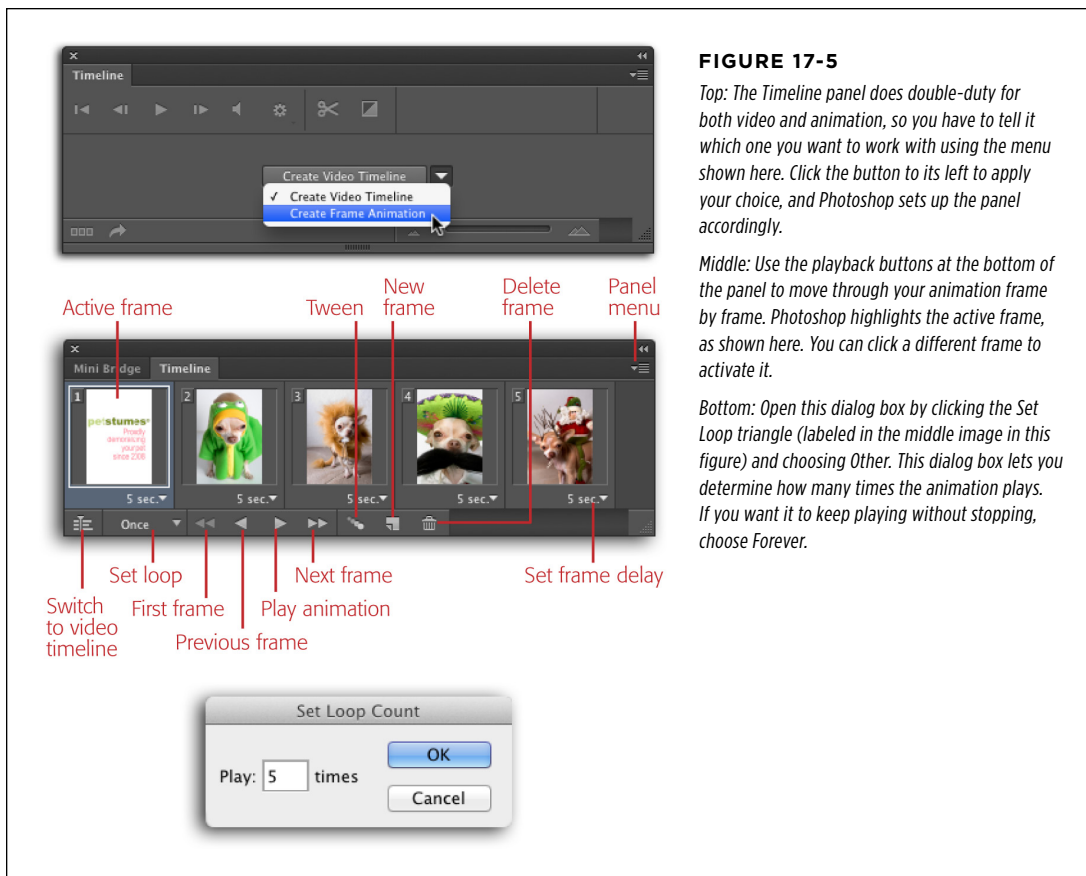 Timeline
Create Video Timeline
✓ Create Video Timeline
Create Frame Animation
FIGURE 17-5
Top: The Timeline panel does double-duty for
both video and animation, so you have to tell it
which one you want to work with using the menu
shown here. Click the button to its left to apply
your choice, and Photoshop sets up the panel
accordingly.
Middle: Use the playback buttons at the bottom of
the panel to move through your animation frame
by frame. Photoshop highlights the active frame,
as shown here. You can click a different frame to
activate it.
Bottom: Open this dialog box by clicking the Set
Loop triangle (labeled in the middle image in this
figure) and choosing Other. This dialog box lets you
determine how many times the animation plays.
If you want it to keep playing without stopping,
choose Forever.
Active frame
Tween
New
frame
Delete
frame
Panel
menu
Mini Bridge
Timeline
1
2
3
4
5
petstumes
Proudly
demoralizing
your pet
since 2006
5 sec.
5 sec.
5 sec.
5 sec.
5 sec.
Once
Set loop
Next frame
Set frame delay
Switch
to video
timeline
First frame
Play animation
Previous frame
Set Loop Count
Play: 5 times
OK
Cancel